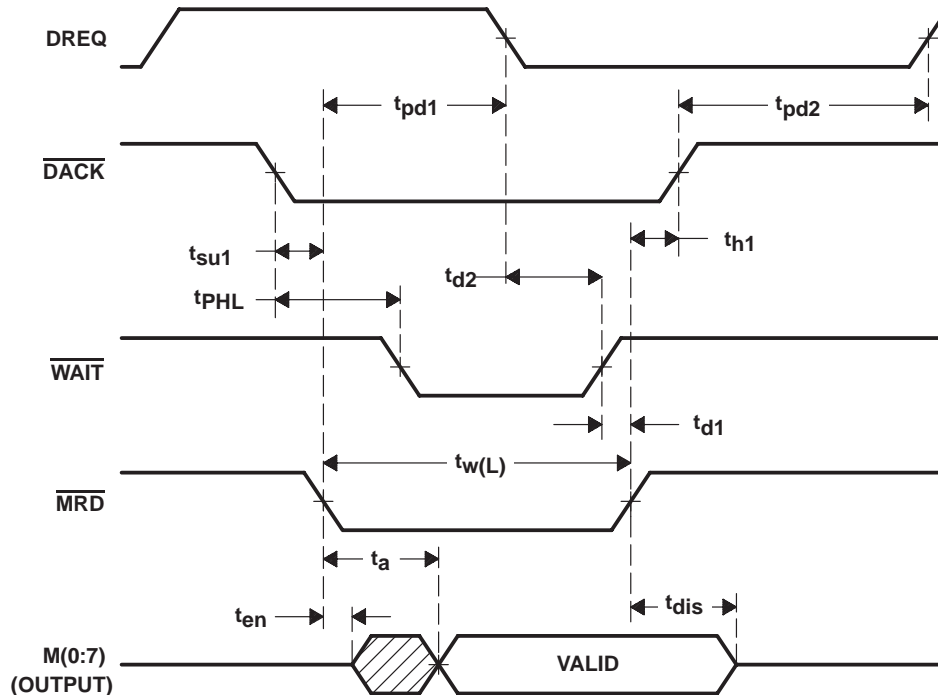 DREQ
tpd1
tpd2
DACK
tsu1
th1
td2
tPHL
WAIT
td1
tw(L)
MRD
ta
ten
tdis
M(0:7)
(OUTPUT)
VALID